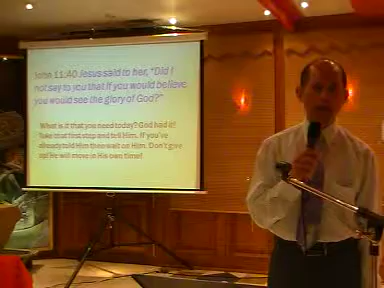 John 11:40 Jesus said to her, "Did I
not say to you that if you would believe
you would see the glory of God?"
What is it that you need today? God had it!
Take that first step and tell Him. If you've
already told Him then wait on Him. Don't give
up! He will move in His own time!